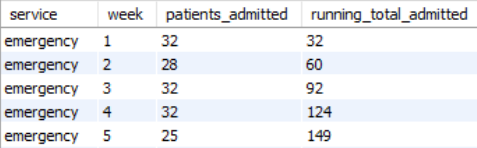 service week patients_admitted running_total_admitted
emergency 1 32 32
emergency 2 28 60
emergency 3 32 92
emergency 4 32 124
emergency 5 25 149